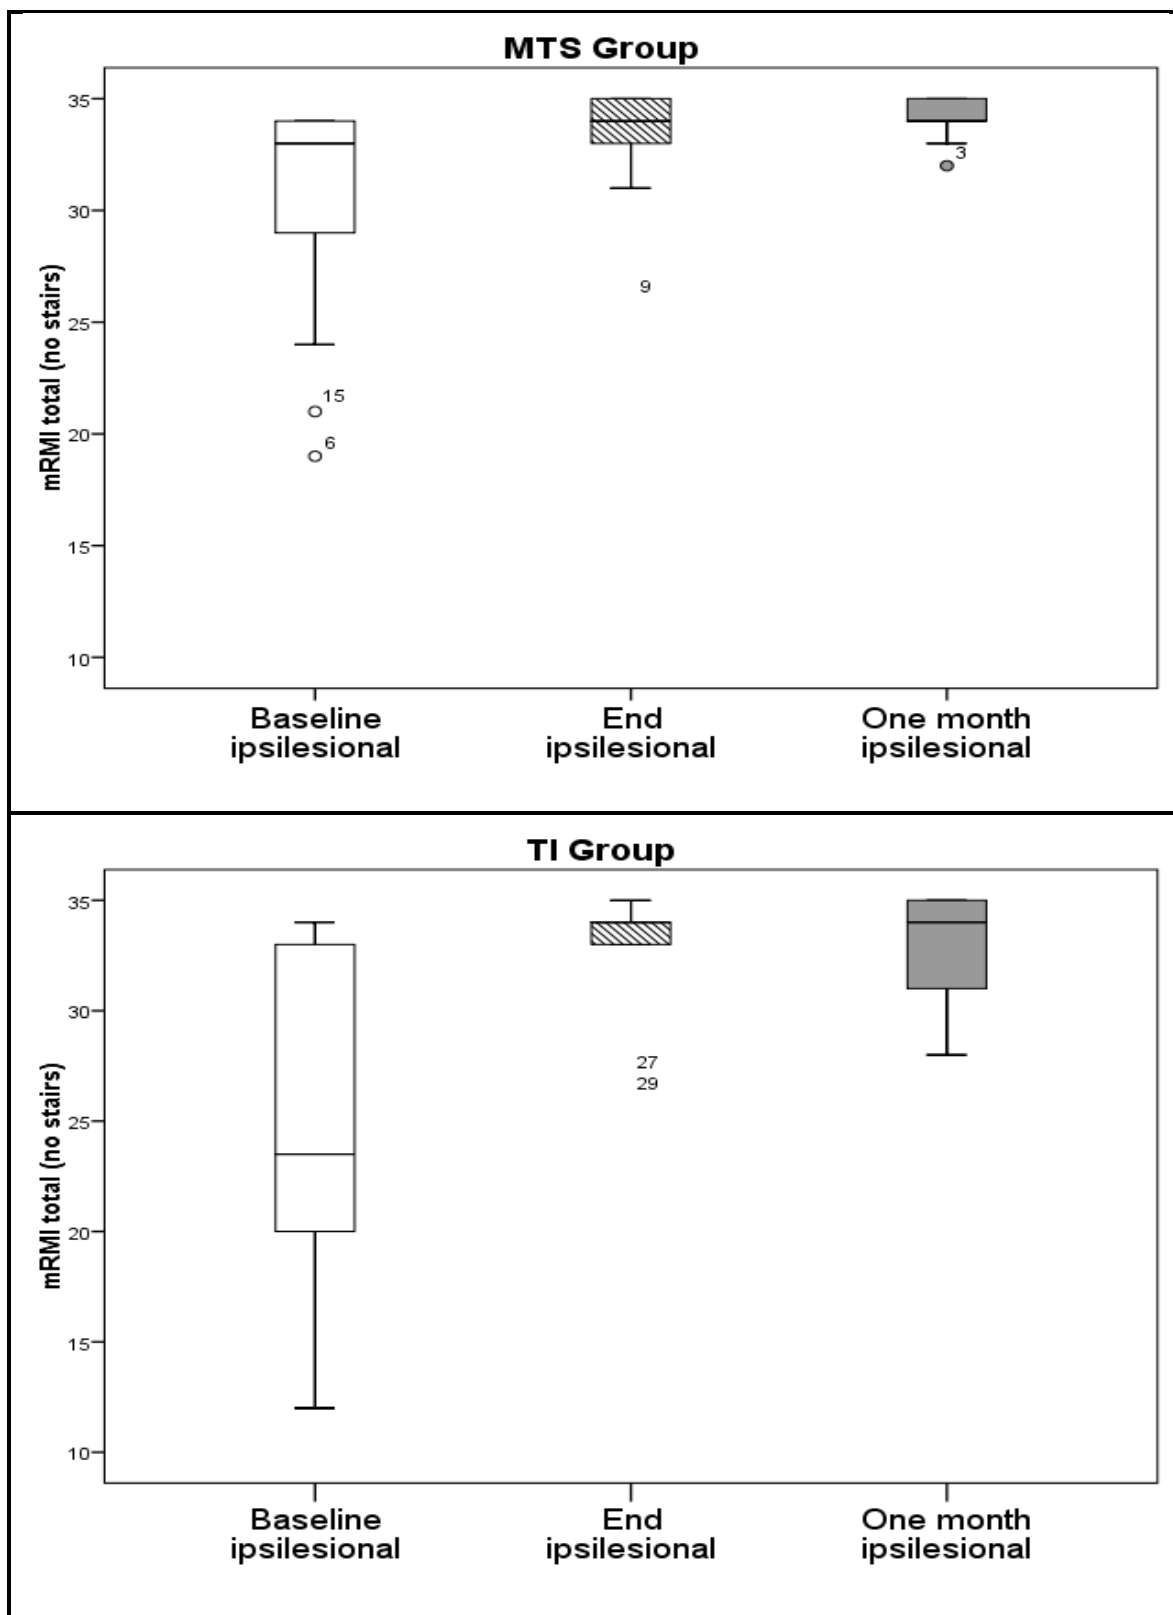 MTS Group
mRMI total (no stairs)
35
30
25
20
15
10
15
6
9
3
Baseline
ipsilesional
End
ipsilesional
One month
ipsilesional
TI Group
mRMI total (no stairs)
35
30
25
20
15
10
27
29
Baseline
ipsilesional
End
ipsilesional
One month
ipsilesional